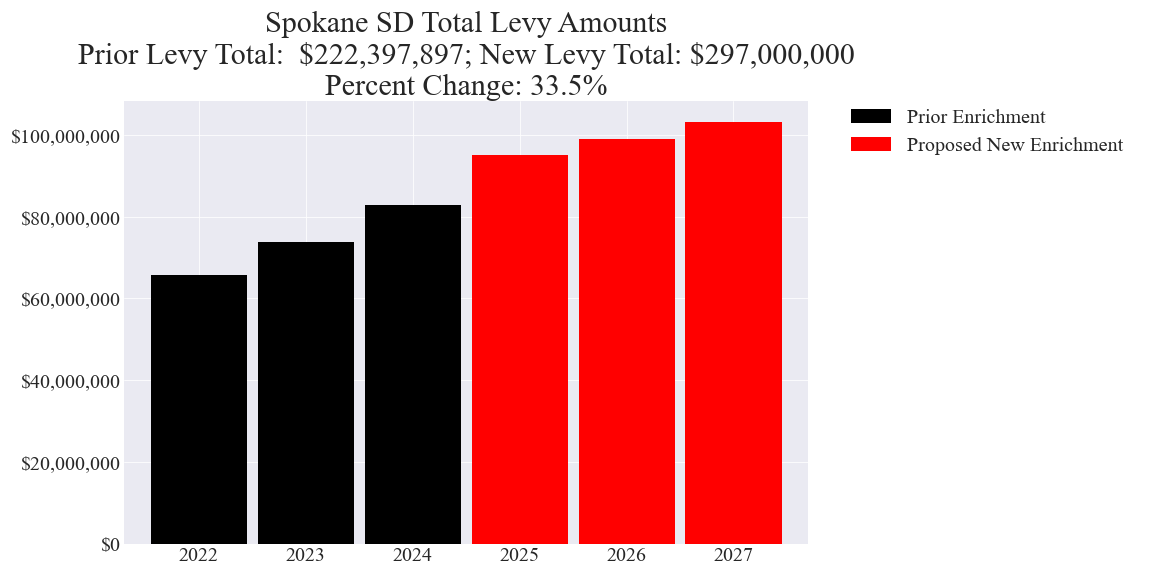 Spokane SD Total Levy Amounts
Prior Levy Total:  $222,397,897; New Levy Total: $297,000,000
Percent Change: 33.5%
Prior Enrichment
Proposed New Enrichment
$100,000,000
$80,000,000
$60,000,000
$40,000,000
$20,000,000
$0
2022 2023 2024 2025 2026 2027